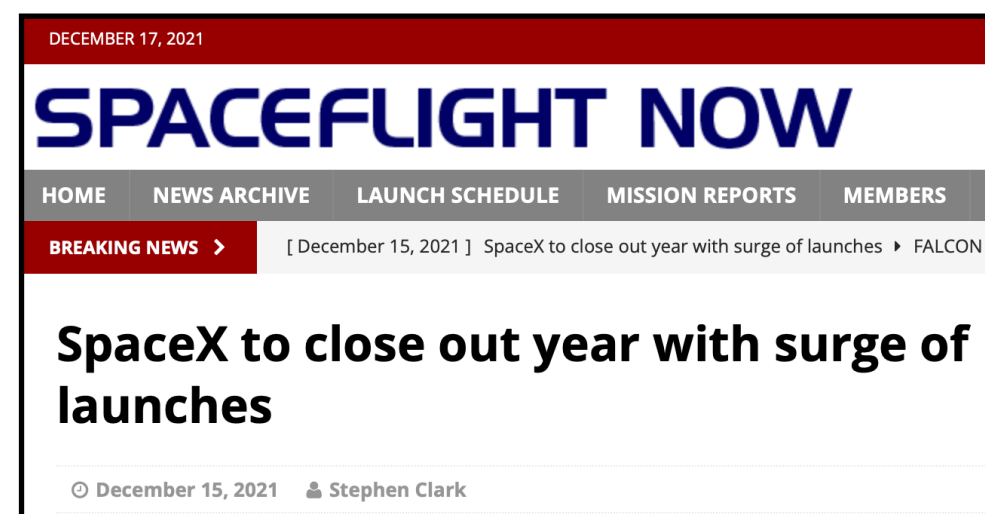 DECEMBER 17, 2021
SPACEFLIGHT NOW
HOME NEWS ARCHIVE LAUNCH SCHEDULE MISSION REPORTS MEMBERS
BREAKING NEWS [ December 15, 2021 ] SpaceX to close out year with surge of launches FALCON
SpaceX to close out year with surge of
launches
December 15, 2021 Stephen Clark